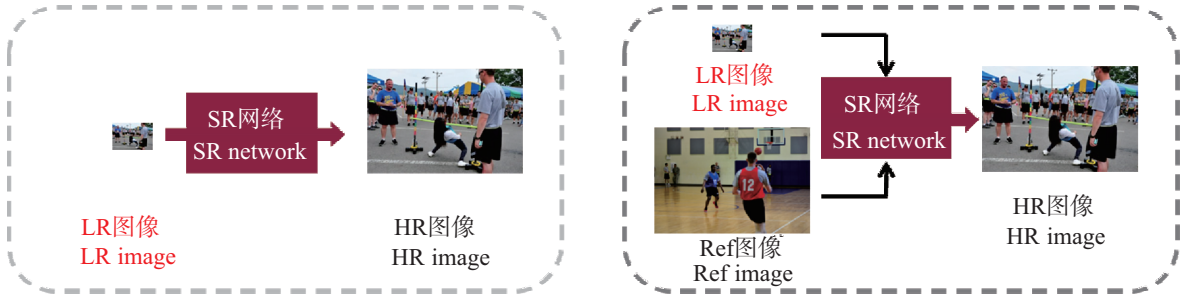 SR网络
SR network
LR图像
LR image
HR图像
HR image
LR图像
LR image
SR网络
SR network
12
Ref图像
Ref image
HR图像
HR image